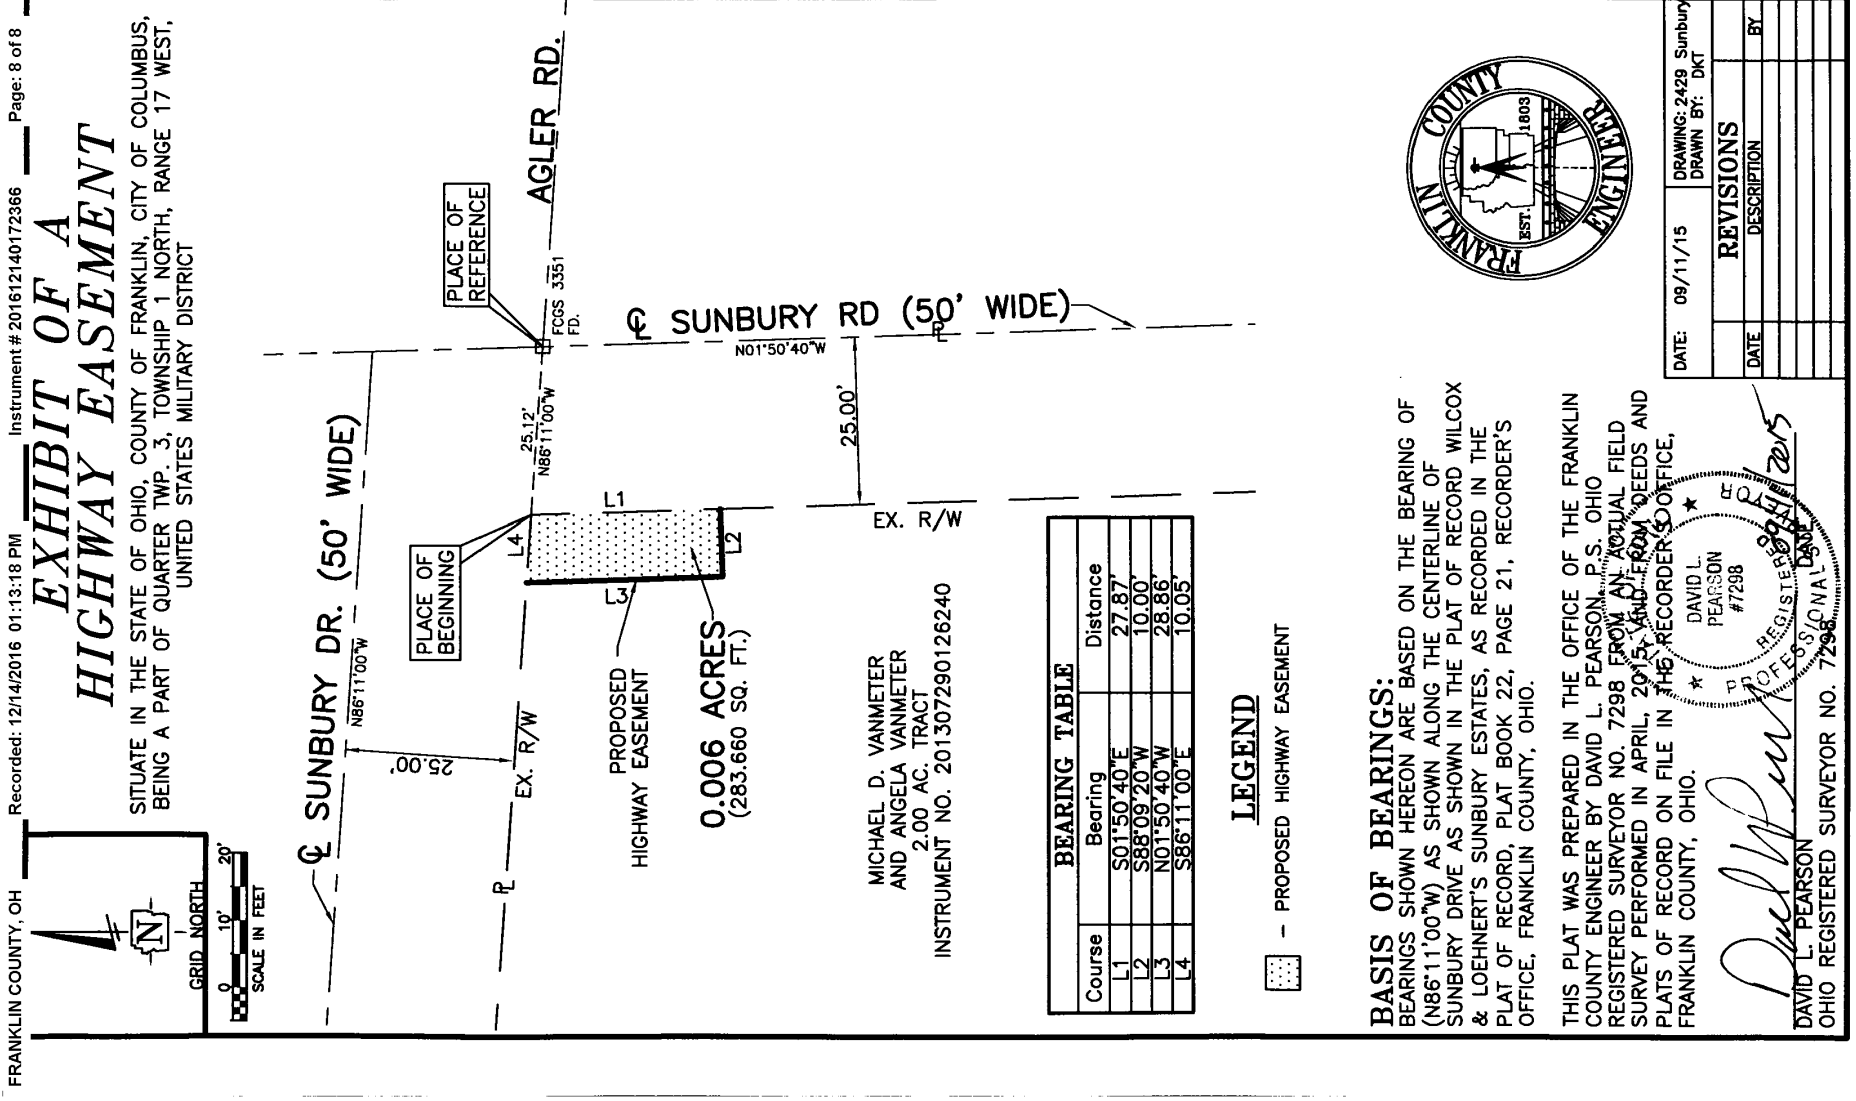 FRANKLIN COUNTY, OH Recorded: 12/14/2016 01:13:18 PM Instrument # 201612140172366 Page: 8 of 8
EXHIBIT OF A
HIGHWAY EASEMENT
SITUATE IN THE STATE OF OHIO, COUNTY OF FRANKLIN, CITY OF COLUMBUS,
BEING A PART OF QUARTER TWP. 3, TOWNSHIP 1 NORTH, RANGE 17 WEST,
UNITED STATES MILITARY DISTRICT
N
GRID NORTH
0 10' 20'
SCALE IN FEET
℄ SUNBURY DR. (50' WIDE)
N86°11'00"W
25.00'
EX. R/W
PL
PLACE OF
BEGINNING
PLACE OF
REFERENCE
AGLER RD.
FCGS 3351
FD.
25.12'
N86°11'00"W
℄ SUNBURY RD (50' WIDE)
N01°50'40"W
PL
25.00'
EX. R/W
L1
L2
L3
L4
PROPOSED
HIGHWAY EASEMENT
0.006 ACRES
(283.660 SQ. FT.)
MICHAEL D. VANMETER
AND ANGELA VANMETER
2.00 AC. TRACT
INSTRUMENT NO. 201307290126240
BEARING TABLE
Course Bearing Distance
L1 S01°50'40"E 27.87'
L2 S88°09'20"W 10.00'
L3 N01°50'40"W 28.86'
L4 S86°11'00"E 10.05'
LEGEND
– PROPOSED HIGHWAY EASEMENT
BASIS OF BEARINGS:
BEARINGS SHOWN HEREON ARE BASED ON THE BEARING OF
(N86°11'00"W) AS SHOWN ALONG THE CENTERLINE OF
SUNBURY DRIVE AS SHOWN IN THE PLAT OF RECORD WILCOX
& LOEHNERT'S SUNBURY ESTATES, AS RECORDED IN THE
PLAT OF RECORD, PLAT BOOK 22, PAGE 21, RECORDER'S
OFFICE, FRANKLIN COUNTY, OHIO.
THIS PLAT WAS PREPARED IN THE OFFICE OF THE FRANKLIN
COUNTY ENGINEER BY DAVID L. PEARSON, P.S. OHIO
REGISTERED SURVEYOR NO. 7298 FROM AN ACTUAL FIELD
SURVEY PERFORMED IN APRIL, 2015 AND FROM DEEDS AND
PLATS OF RECORD ON FILE IN THE RECORDER'S OFFICE,
FRANKLIN COUNTY, OHIO.
DAVID L. PEARSON DATE
OHIO REGISTERED SURVEYOR NO. 7298
DAVID L.
PEARSON
#7298
REGISTERED
PROFESSIONAL SURVEYOR
FRANKLIN COUNTY
ENGINEER
EST. 1803
DATE: 09/11/15
DRAWING: 2429 Sunbury
DRAWN BY: DKT
REVISIONS
DATE DESCRIPTION BY